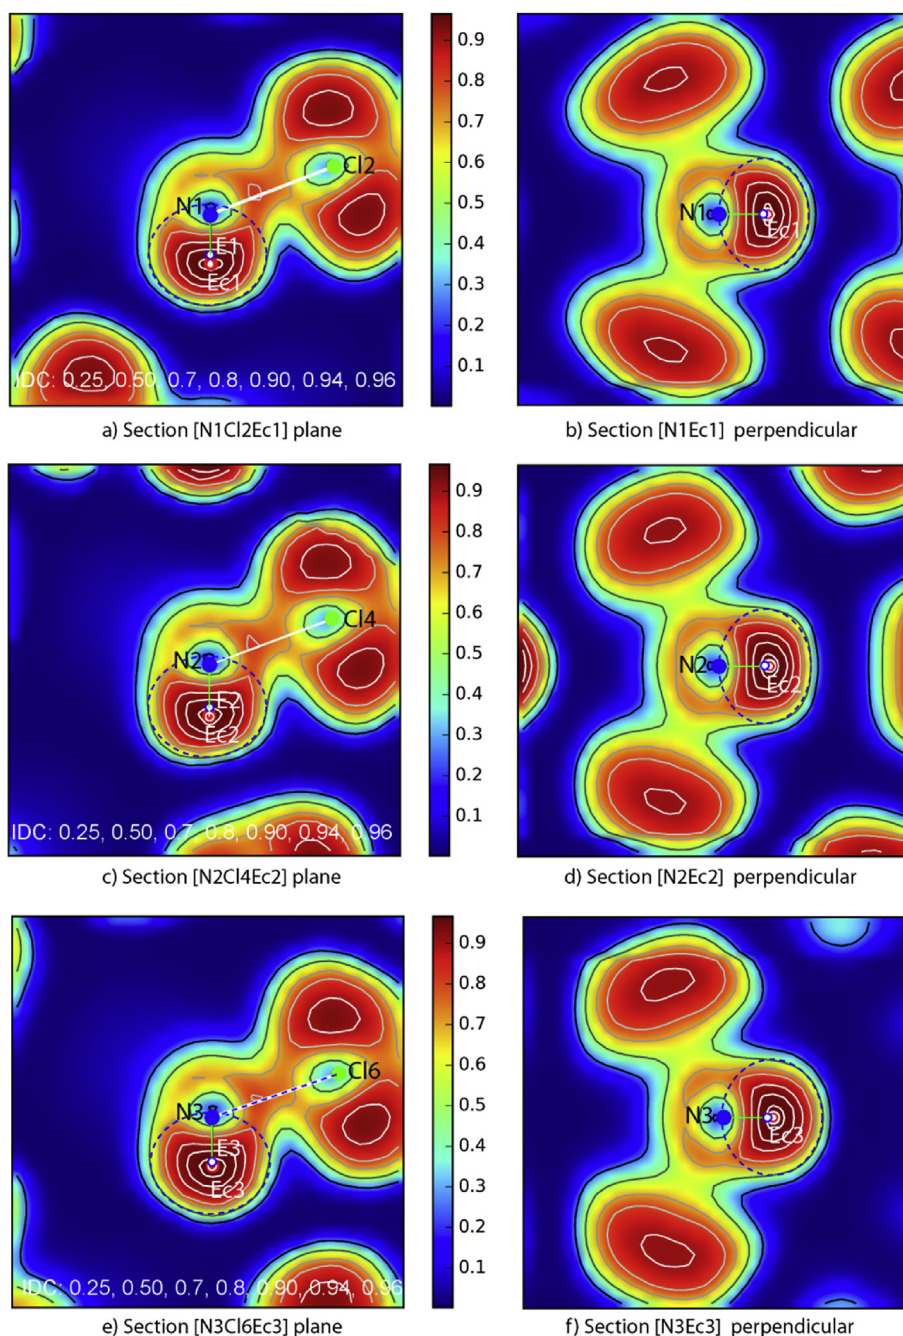 0.9
0.8
0.7
0.6
0.5
0.4
0.3
0.2
0.1
N1
Cl2
E1
Ec1
IDC: 0.25, 0.50, 0.7, 0.8, 0.90, 0.94, 0.96
N1
Ec1
a) Section [N1Cl2Ec1] plane
b) Section [N1Ec1] perpendicular
0.9
0.8
0.7
0.6
0.5
0.4
0.3
0.2
0.1
N2
Cl4
E2
Ec2
IDC: 0.25, 0.50, 0.7, 0.8, 0.90, 0.94, 0.96
N2
Ec2
c) Section [N2Cl4Ec2] plane
d) Section [N2Ec2] perpendicular
0.9
0.8
0.7
0.6
0.5
0.4
0.3
0.2
0.1
N3
Cl6
E3
Ec3
IDC: 0.25, 0.50, 0.7, 0.8, 0.90, 0.94, 0.96
N3
Ec3
e) Section [N3Cl6Ec3] plane
f) Section [N3Ec3] perpendicular